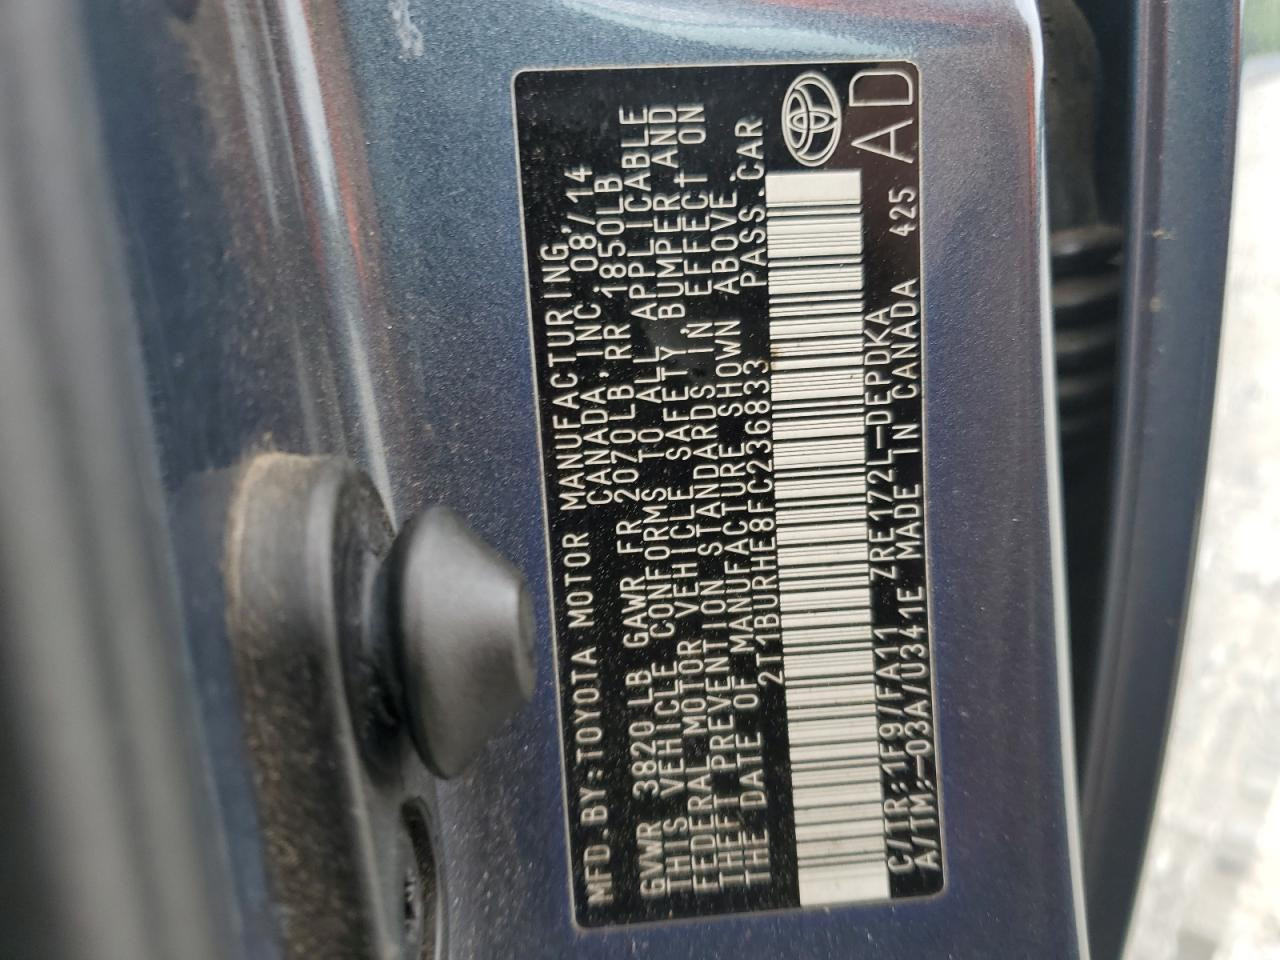 MFD.BY:TOYOTA MOTOR MANUFACTURING,
CANADA,INC. 08/14
GVWR 3820LB GAWR FR 2070LB RR 1850LB
THIS VEHICLE CONFORMS TO ALL APPLICABLE
FEDERAL MOTOR VEHICLE SAFETY,BUMPER,AND
THEFT PREVENTION STANDARDS IN EFFECT ON
THE DATE OF MANUFACTURE SHOWN ABOVE.
2T1BURHE8FC236833 PASS.CAR
C/TR:1F9/FA11 ZRE172L-DEPDKA
A/TM:-03A/U341E MADE IN CANADA 425 AD